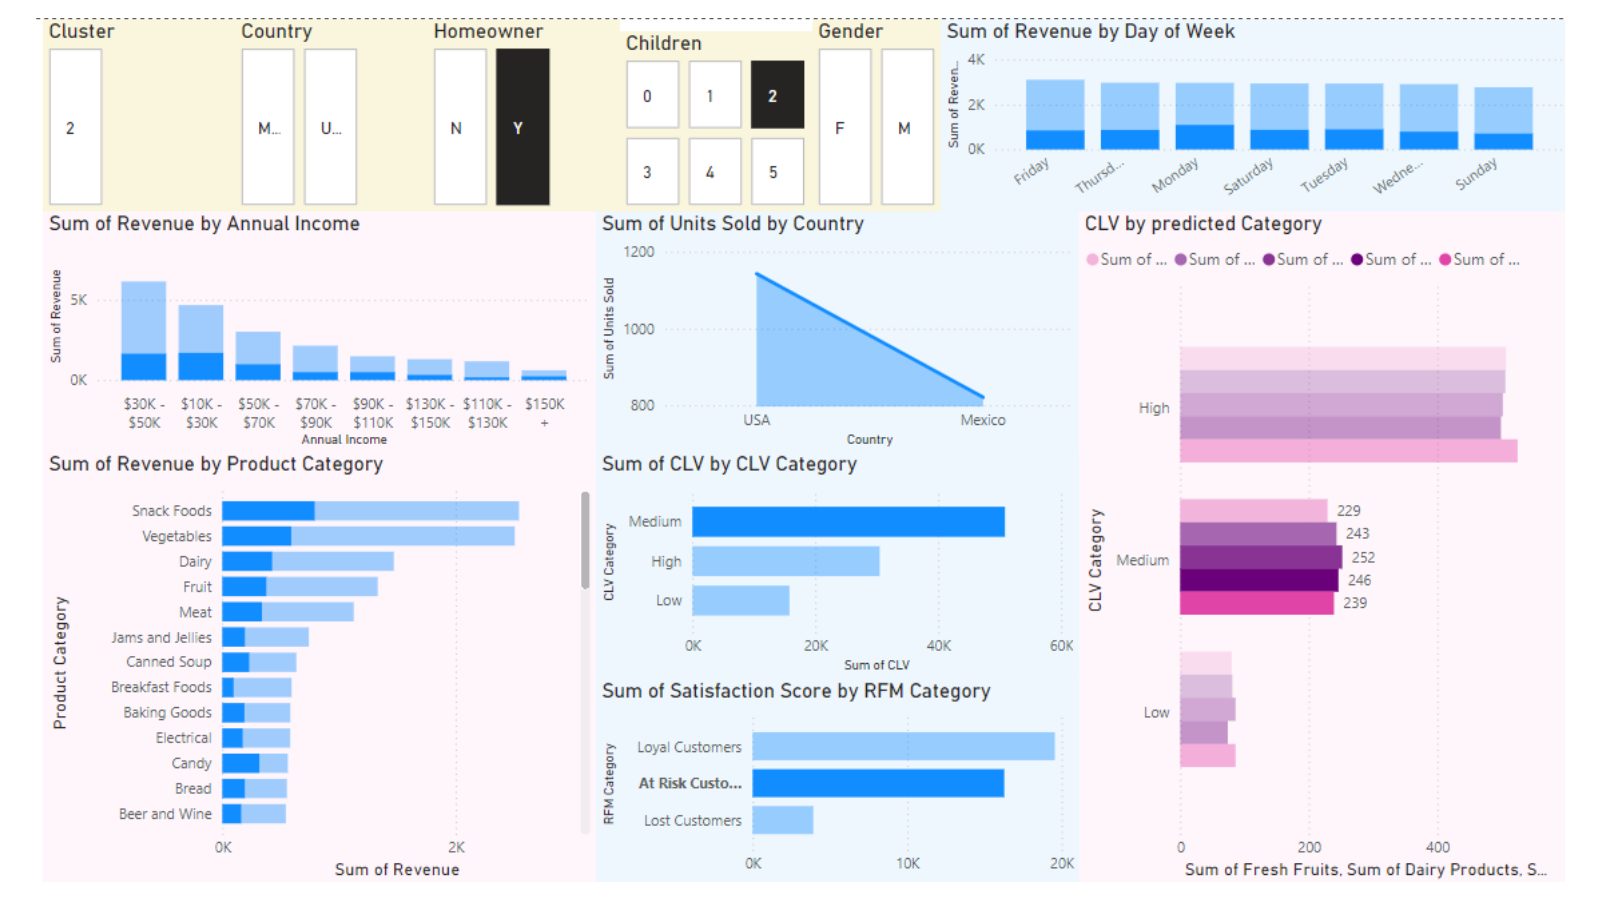 Cluster
2
Country
M...
U...
Homeowner
N
Y
Children
0
1
2
3
4
5
Gender
F
M
Sum of Revenue by Day of Week
Sum of Reven...
4K
2K
0K
Friday
Thursd...
Monday
Saturday
Tuesday
Wedne...
Sunday
Sum of Revenue by Annual Income
Sum of Revenue
5K
0K
$30K - $50K
$10K - $30K
$50K - $70K
$70K - $90K
$90K - $110K
$130K - $150K
$110K - $130K
$150K +
Annual Income
Sum of Units Sold by Country
Sum of Units Sold
1200
1000
800
USA
Mexico
Country
CLV by predicted Category
Sum of ...
Sum of ...
Sum of ...
Sum of ...
Sum of ...
CLV Category
High
Medium
229
243
252
246
239
Low
0
200
400
Sum of Fresh Fruits, Sum of Dairy Products, S...
Sum of Revenue by Product Category
Product Category
Snack Foods
Vegetables
Dairy
Fruit
Meat
Jams and Jellies
Canned Soup
Breakfast Foods
Baking Goods
Electrical
Candy
Bread
Beer and Wine
0K
2K
Sum of Revenue
Sum of CLV by CLV Category
CLV Category
Medium
High
Low
0K
20K
40K
60K
Sum of CLV
Sum of Satisfaction Score by RFM Category
RFM Category
Loyal Customers
At Risk Custo...
Lost Customers
0K
10K
20K